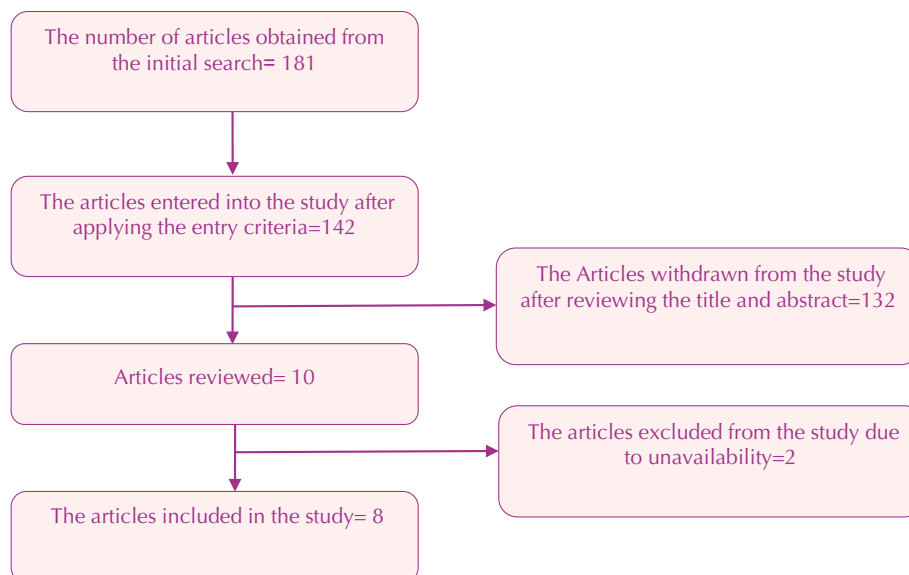 The number of articles obtained from
the initial search= 181
The articles entered into the study after
applying the entry criteria=142
The Articles withdrawn from the study
after reviewing the title and abstract=132
Articles reviewed= 10
The articles excluded from the study due
to unavailability=2
The articles included in the study= 8